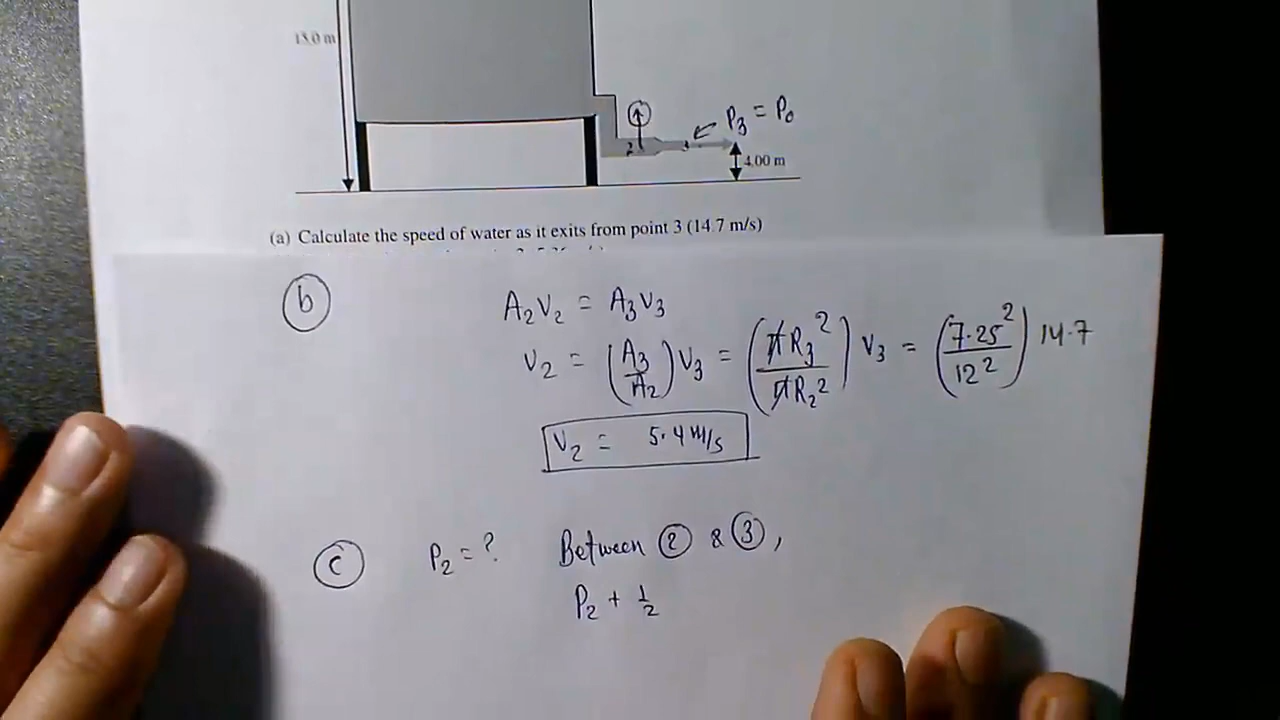 15.0 m
P₃ = P₀
2
3
4.00 m
(a) Calculate the speed of water as it exits from point 3 (14.7 m/s)
b
A₂V₂ = A₃V₃
V₂ = (A₃/A₂)V₃ = (πR₃²/πR₂²) V₃ = (7.25²/12²) 14.7
V₂ = 5.4 m/s
c P₂ = ? Between ② & ③,
P₂ + ½